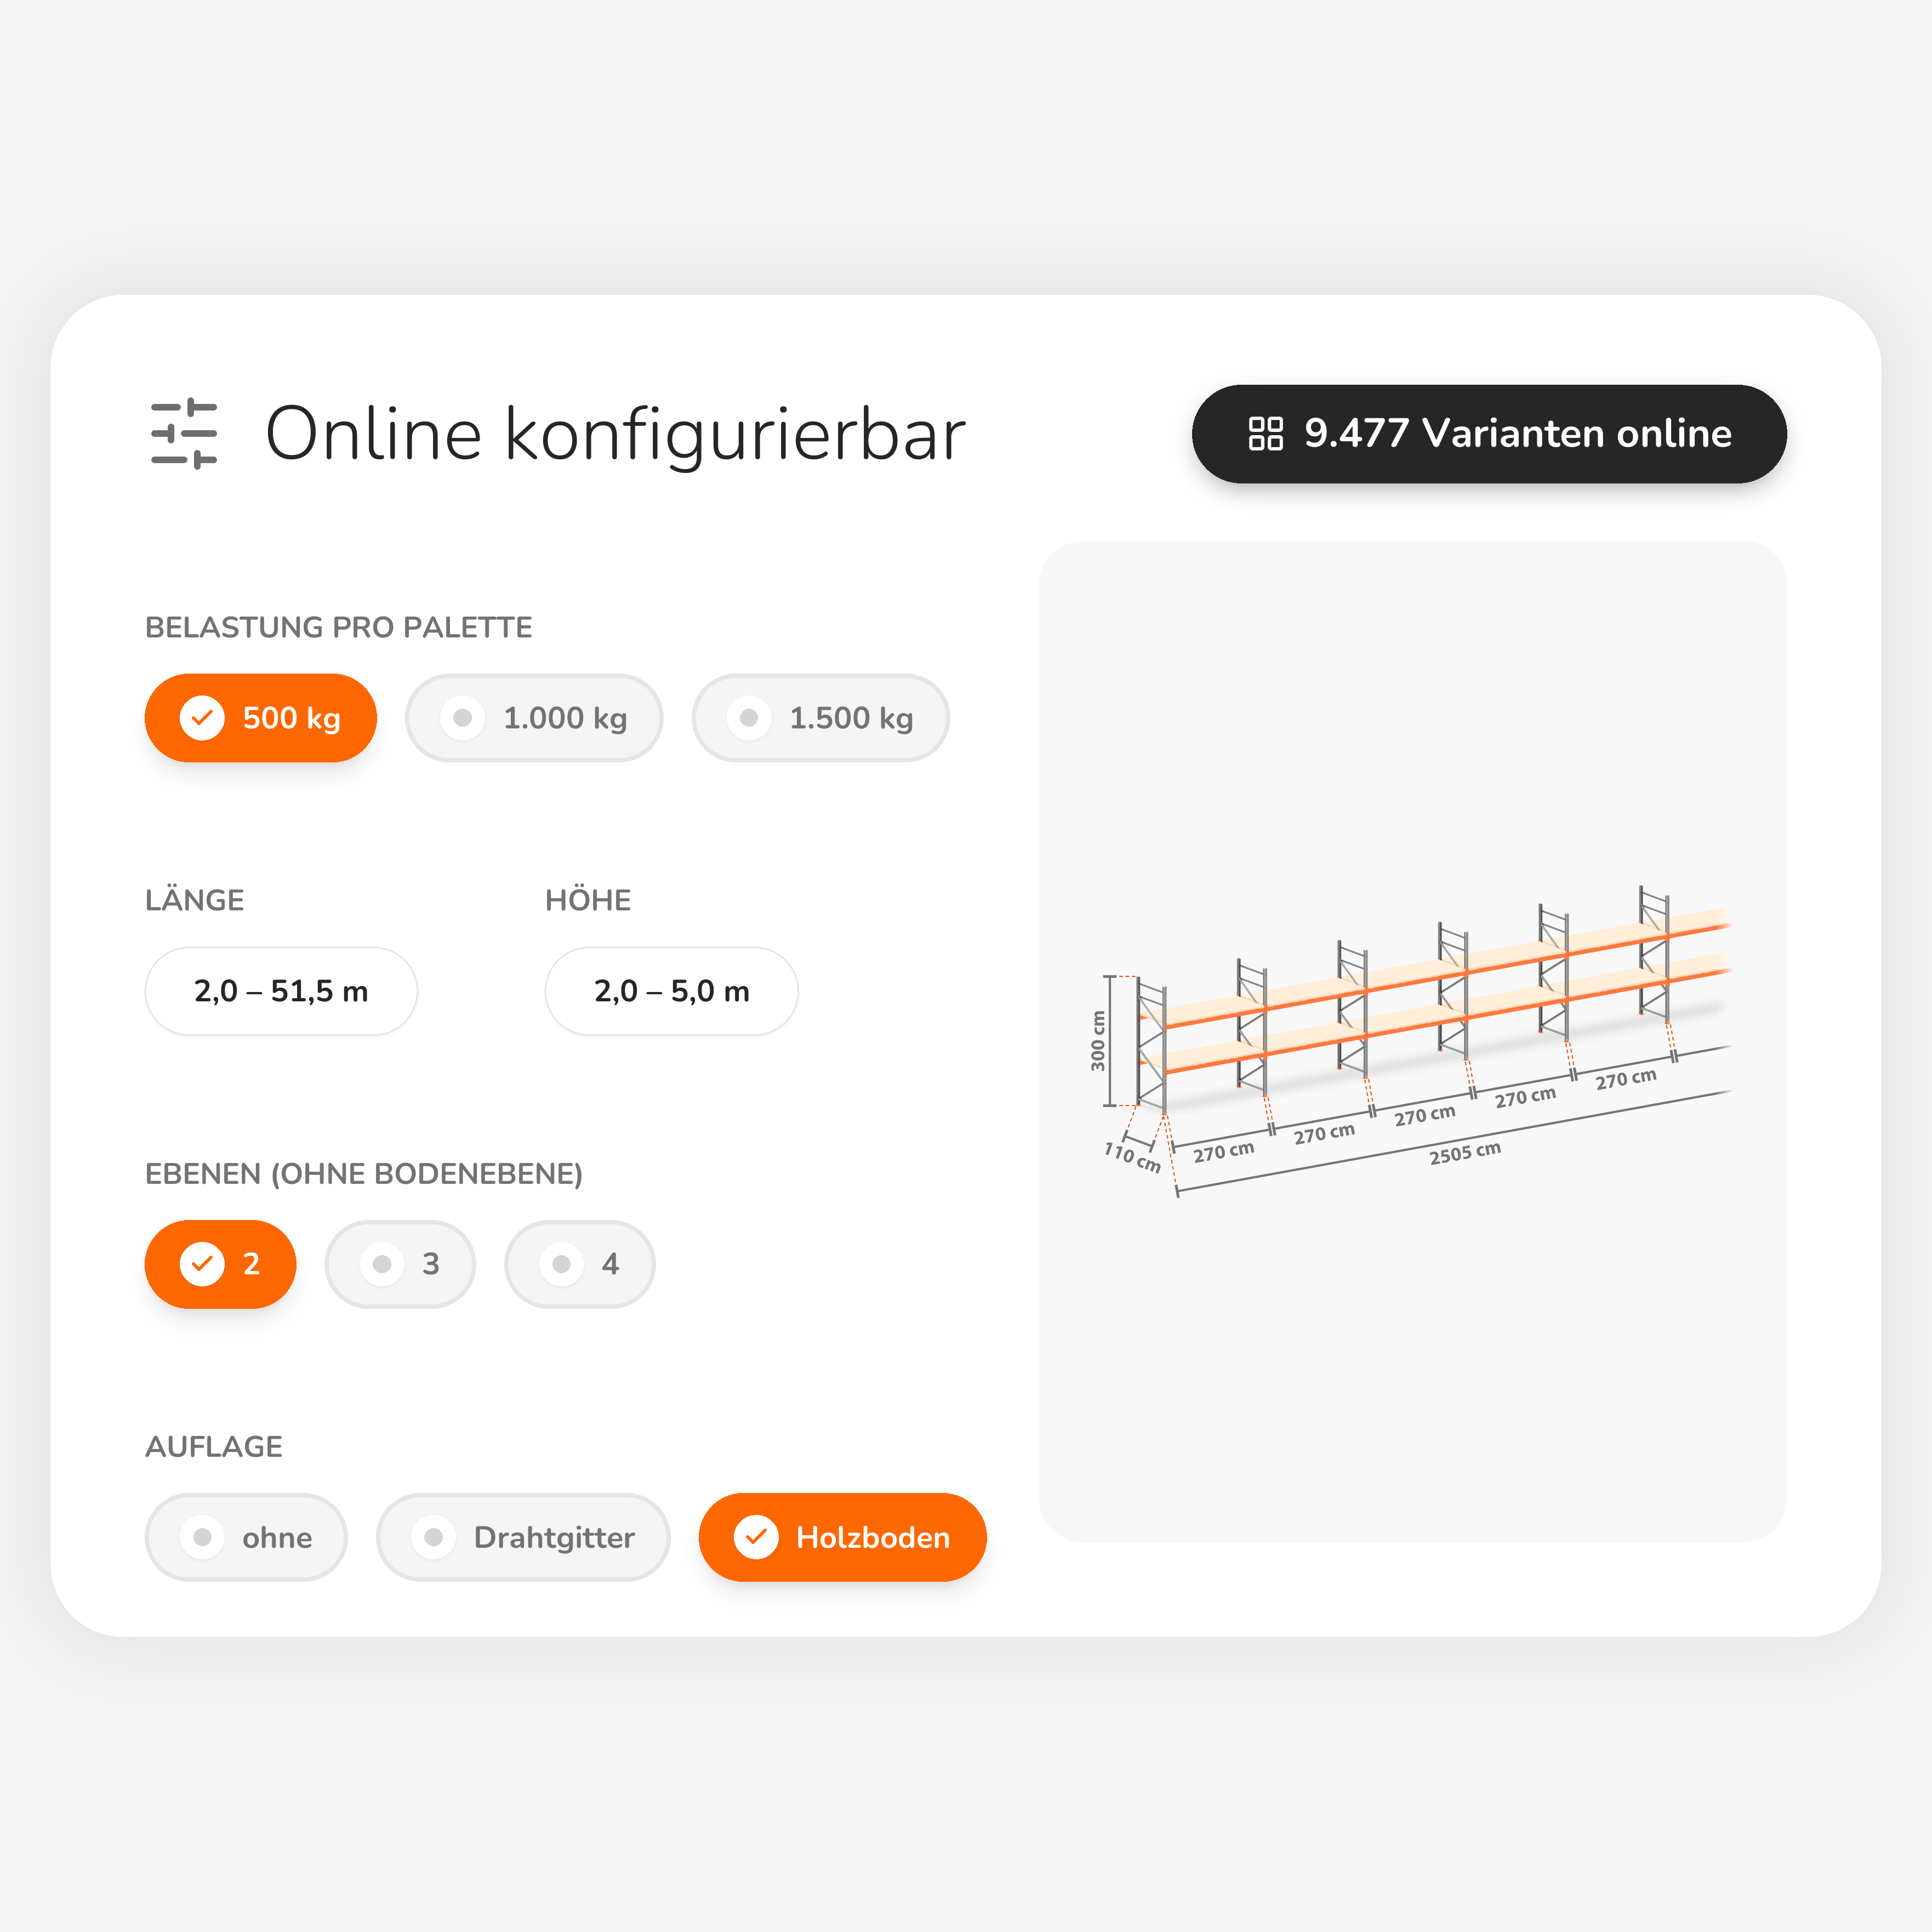 Online konfigurierbar
9.477 Varianten online
BELASTUNG PRO PALETTE
500 kg
1.000 kg
1.500 kg
LÄNGE
HÖHE
2,0 – 51,5 m
2,0 – 5,0 m
EBENEN (OHNE BODENEBENE)
2
3
4
AUFLAGE
ohne
Drahtgitter
Holzboden
300 cm
110 cm
270 cm
270 cm
270 cm
270 cm
270 cm
2505 cm